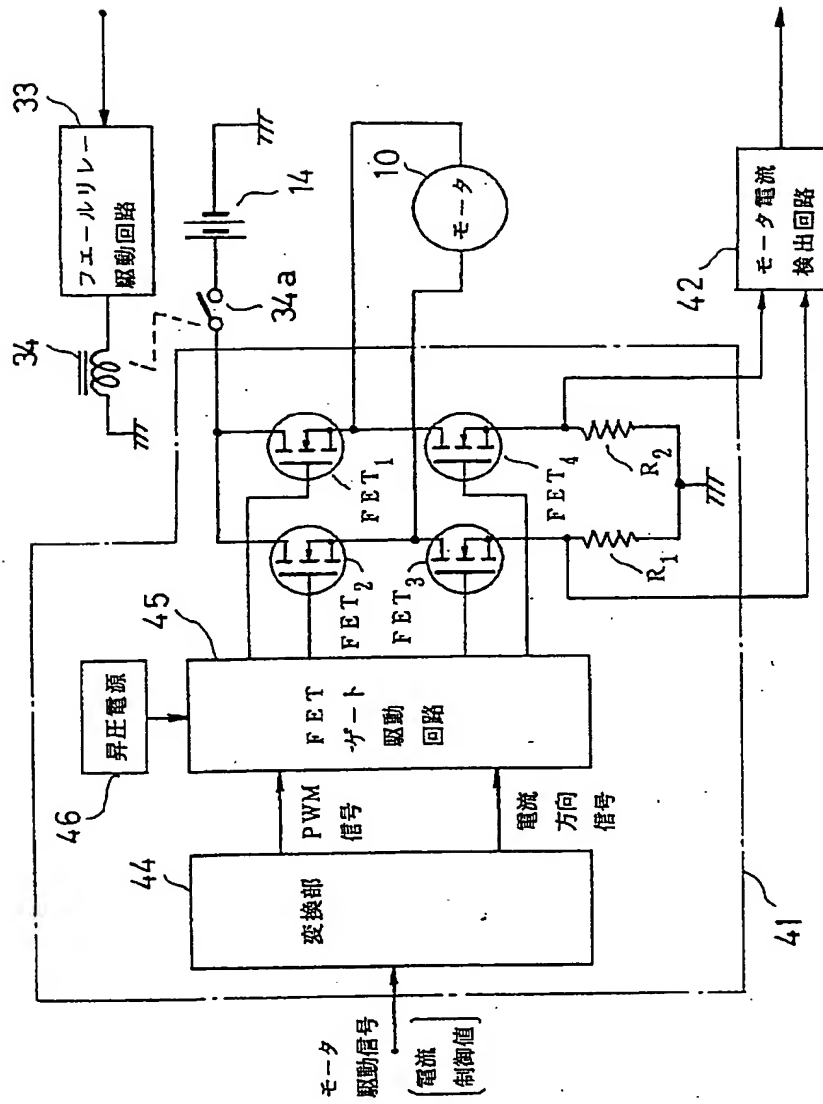 33
フエールリレー
駆動回路
34
14
34a
10
モータ
42
モータ電流
検出回路
FET1
FET2
FET3
FET4
R1
R2
45
FET
ゲート
駆動
回路
昇圧電源
46
PWM
信号
電流
方向
信号
44
変換部
41
モータ
駆動信号
電流
制御値